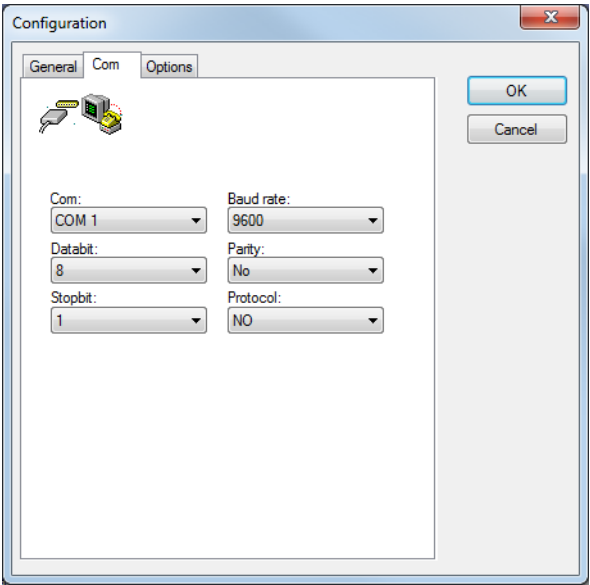 Configuration
General Com Options
OK
Cancel
Com: Baud rate:
COM 1 9600
Databit: Parity:
8 No
Stopbit: Protocol:
1 NO